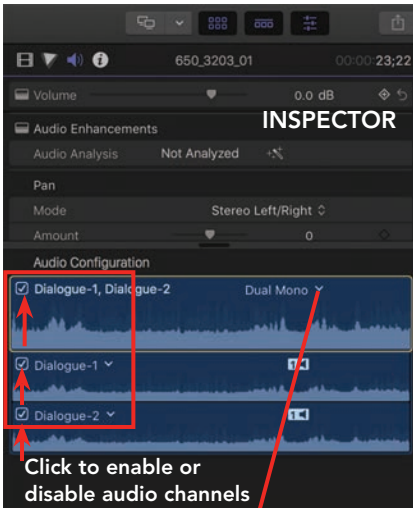 650_3203_01 00:00:23;22
Volume 0.0 dB
INSPECTOR
Audio Enhancements
Audio Analysis Not Analyzed
Pan
Mode Stereo Left/Right
Amount 0
Audio Configuration
Dialogue-1, Dialogue-2 Dual Mono
Dialogue-1 1
Dialogue-2 1
Click to enable or
disable audio channels